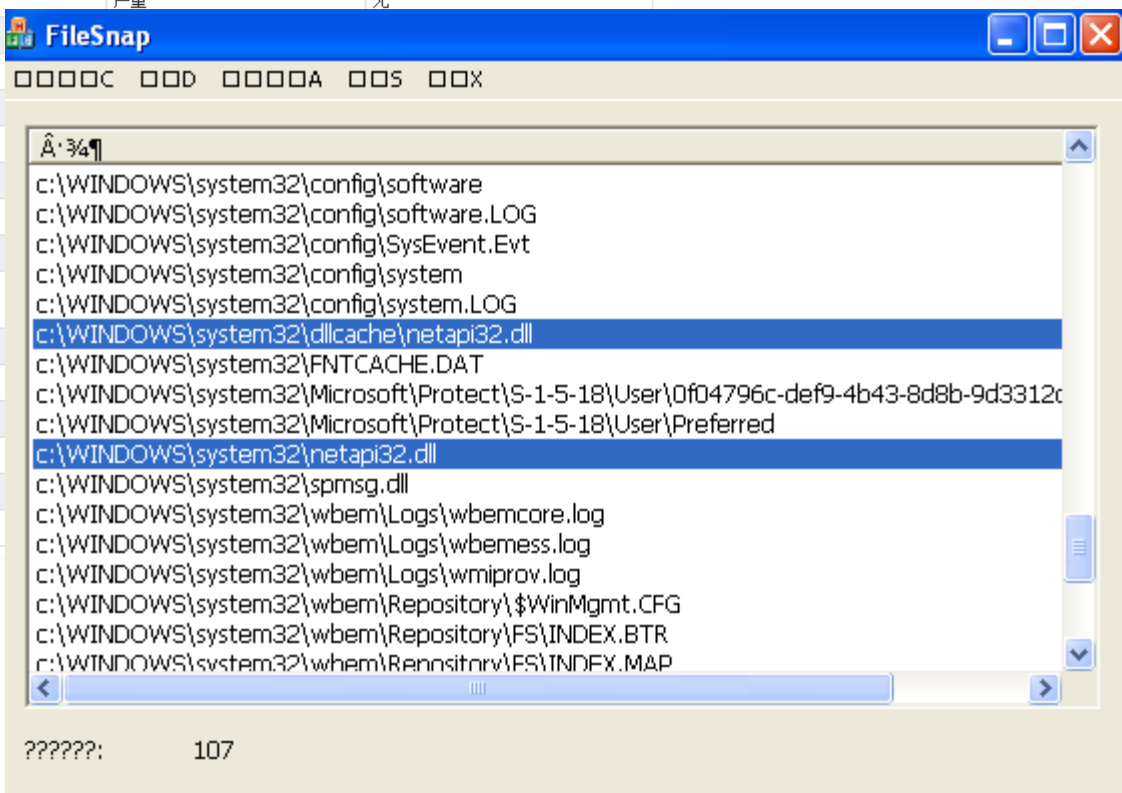 FileSnap
□□□□C □□D □□□□A □□S □□X
·¾¶
c:\WINDOWS\system32\config\software
c:\WINDOWS\system32\config\software.LOG
c:\WINDOWS\system32\config\SysEvent.Evt
c:\WINDOWS\system32\config\system
c:\WINDOWS\system32\config\system.LOG
c:\WINDOWS\system32\dllcache\netapi32.dll
c:\WINDOWS\system32\FNTCACHE.DAT
c:\WINDOWS\system32\Microsoft\Protect\S-1-5-18\User\0f04796c-def9-4b43-8d8b-9d3312
c:\WINDOWS\system32\Microsoft\Protect\S-1-5-18\User\Preferred
c:\WINDOWS\system32\netapi32.dll
c:\WINDOWS\system32\spmsg.dll
c:\WINDOWS\system32\wbem\Logs\wbemcore.log
c:\WINDOWS\system32\wbem\Logs\wbemess.log
c:\WINDOWS\system32\wbem\Logs\wmiprov.log
c:\WINDOWS\system32\wbem\Repository\$WinMgmt.CFG
c:\WINDOWS\system32\wbem\Repository\FS\INDEX.BTR
c:\WINDOWS\system32\wbem\Repository\FS\INDEX.MAP
??????: 107